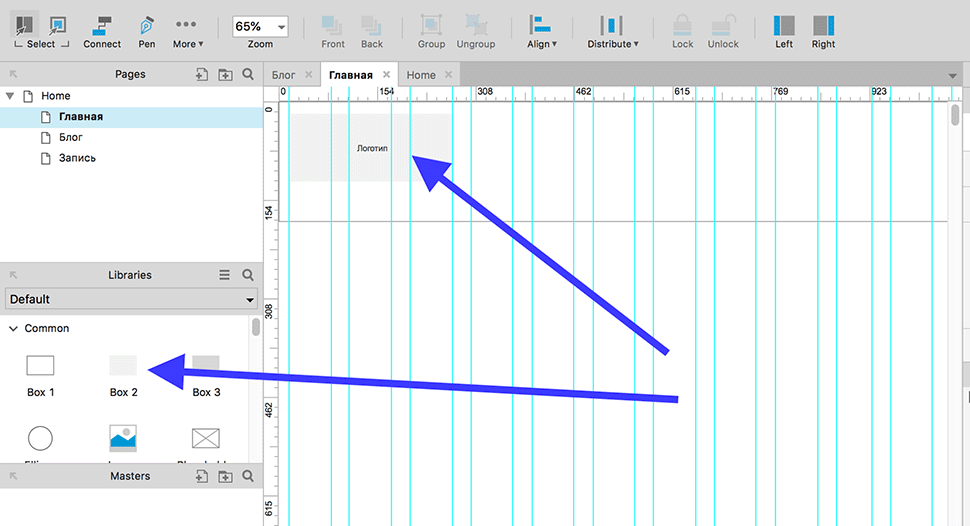 65%
Select Connect Pen More Zoom Front Back Group Ungroup Align Distribute Lock Unlock Left Right
Pages
Блог Главная Home
0 154 308 462 615 769 923
Home
Главная
Блог
Запись
0
Логотип
154
308
462
615
Libraries
Default
Common
Box 1 Box 2 Box 3
Masters